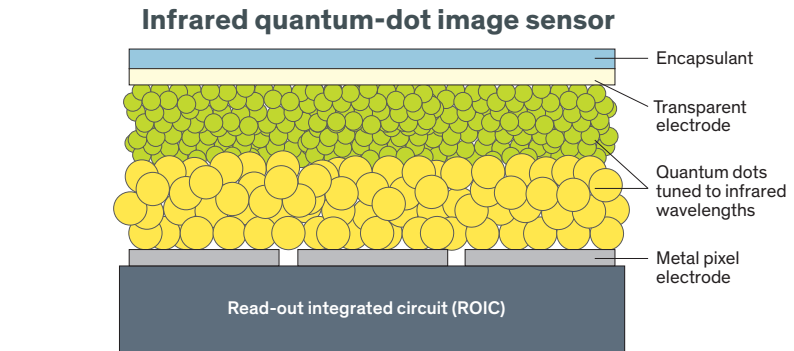 Infrared quantum-dot image sensor
Encapsulant
Transparent
electrode
Quantum dots
tuned to infrared
wavelengths
Metal pixel
electrode
Read-out integrated circuit (ROIC)